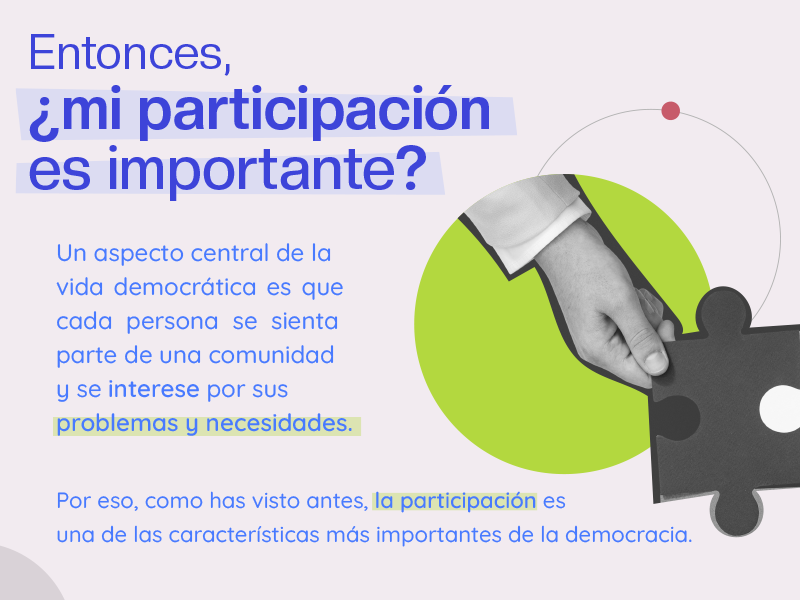 Entonces,
¿mi participación
es importante?
Un aspecto central de la
vida democrática es que
cada persona se sienta
parte de una comunidad
y se interese por sus
problemas y necesidades.
Por eso, como has visto antes, la participación es
una de las características más importantes de la democracia.